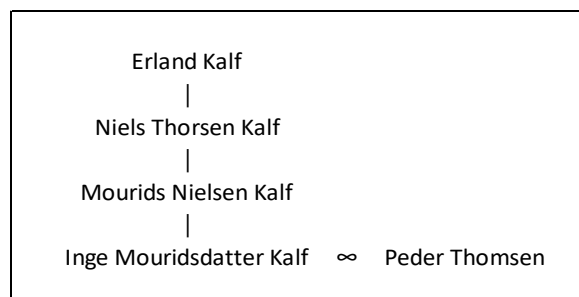 Erland Kalf
|
Niels Thorsen Kalf
|
Mourids Nielsen Kalf
|
Inge Mouridsdatter Kalf ∞ Peder Thomsen